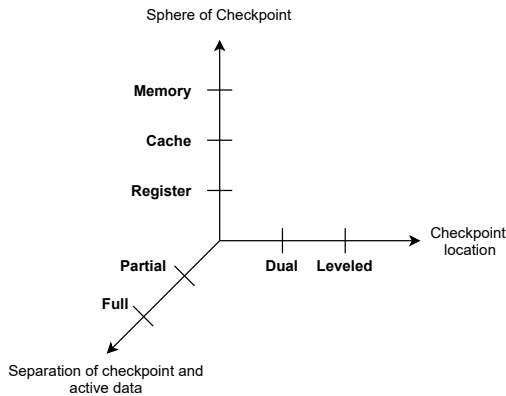 Sphere of Checkpoint
Memory
Cache
Register
Checkpoint
location
Dual
Leveled
Partial
Full
Separation of checkpoint and
active data